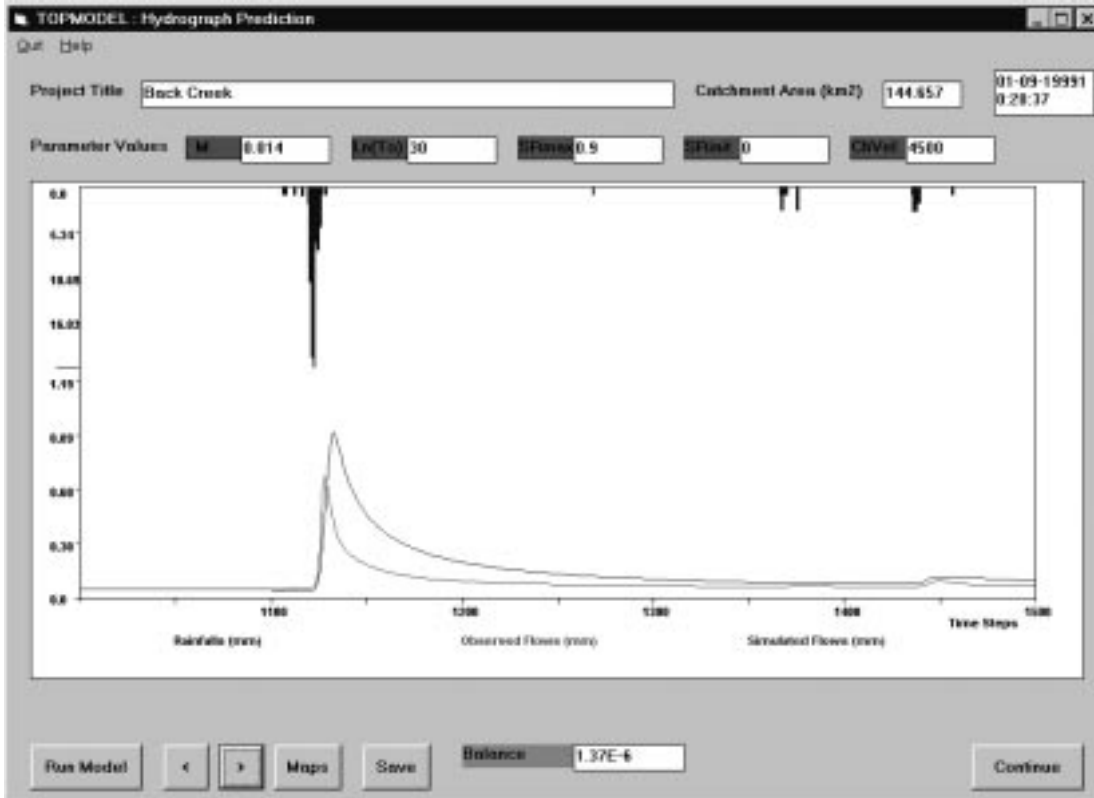 TOPMODEL : Hydrograph Prediction
Quit Help
Project Title Back Creek Catchment Area (km2) 144.657 01-09-19991
0:28:37
Parameter Values M 0.014 Ln(To) 30 SRmax 0.9 SRinit 0 ChVel 4500
0.0
16.03
1.19
0.89
0.60
0.30
0.0
1100 1200 1300 1400 1500
Time Steps
Rainfalls (mm) Observed Flows (mm) Simulated Flows (mm)
Run Model < > Maps Save Balance 1.37E-6 Continue